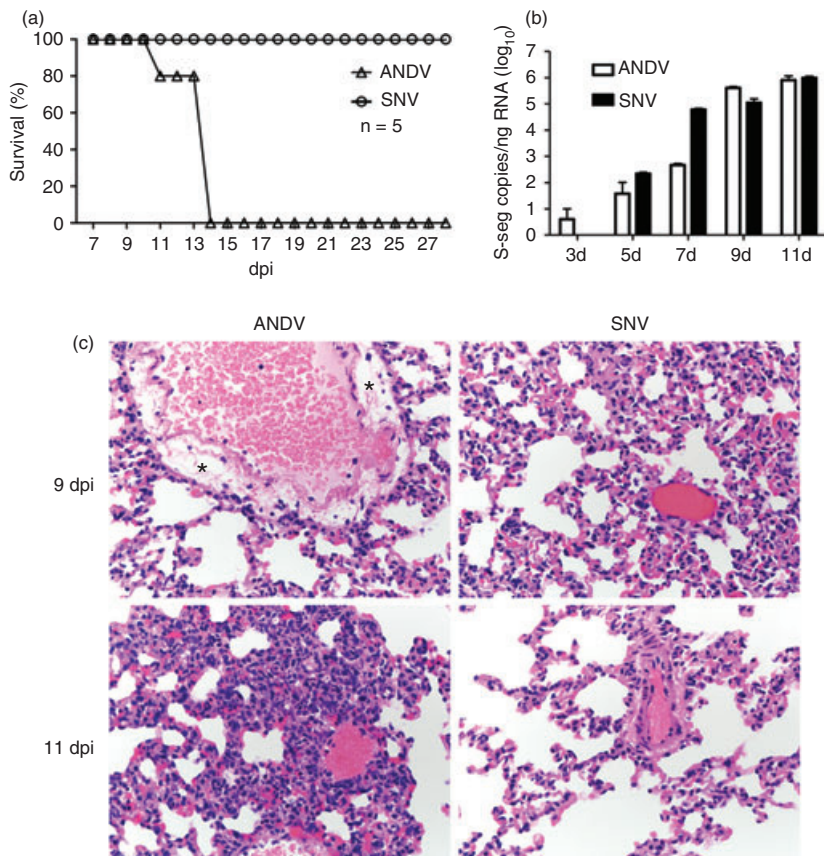 (a)
Survival (%)
100
80
60
40
20
0
7 9 11 13 15 17 19 21 23 25 27
dpi
ANDV
SNV
n = 5
(b)
S-seg copies/ng RNA (log10)
7
6
5
4
3
2
1
0
3d 5d 7d 9d 11d
ANDV
SNV
(c)
ANDV SNV
9 dpi
* *
11 dpi